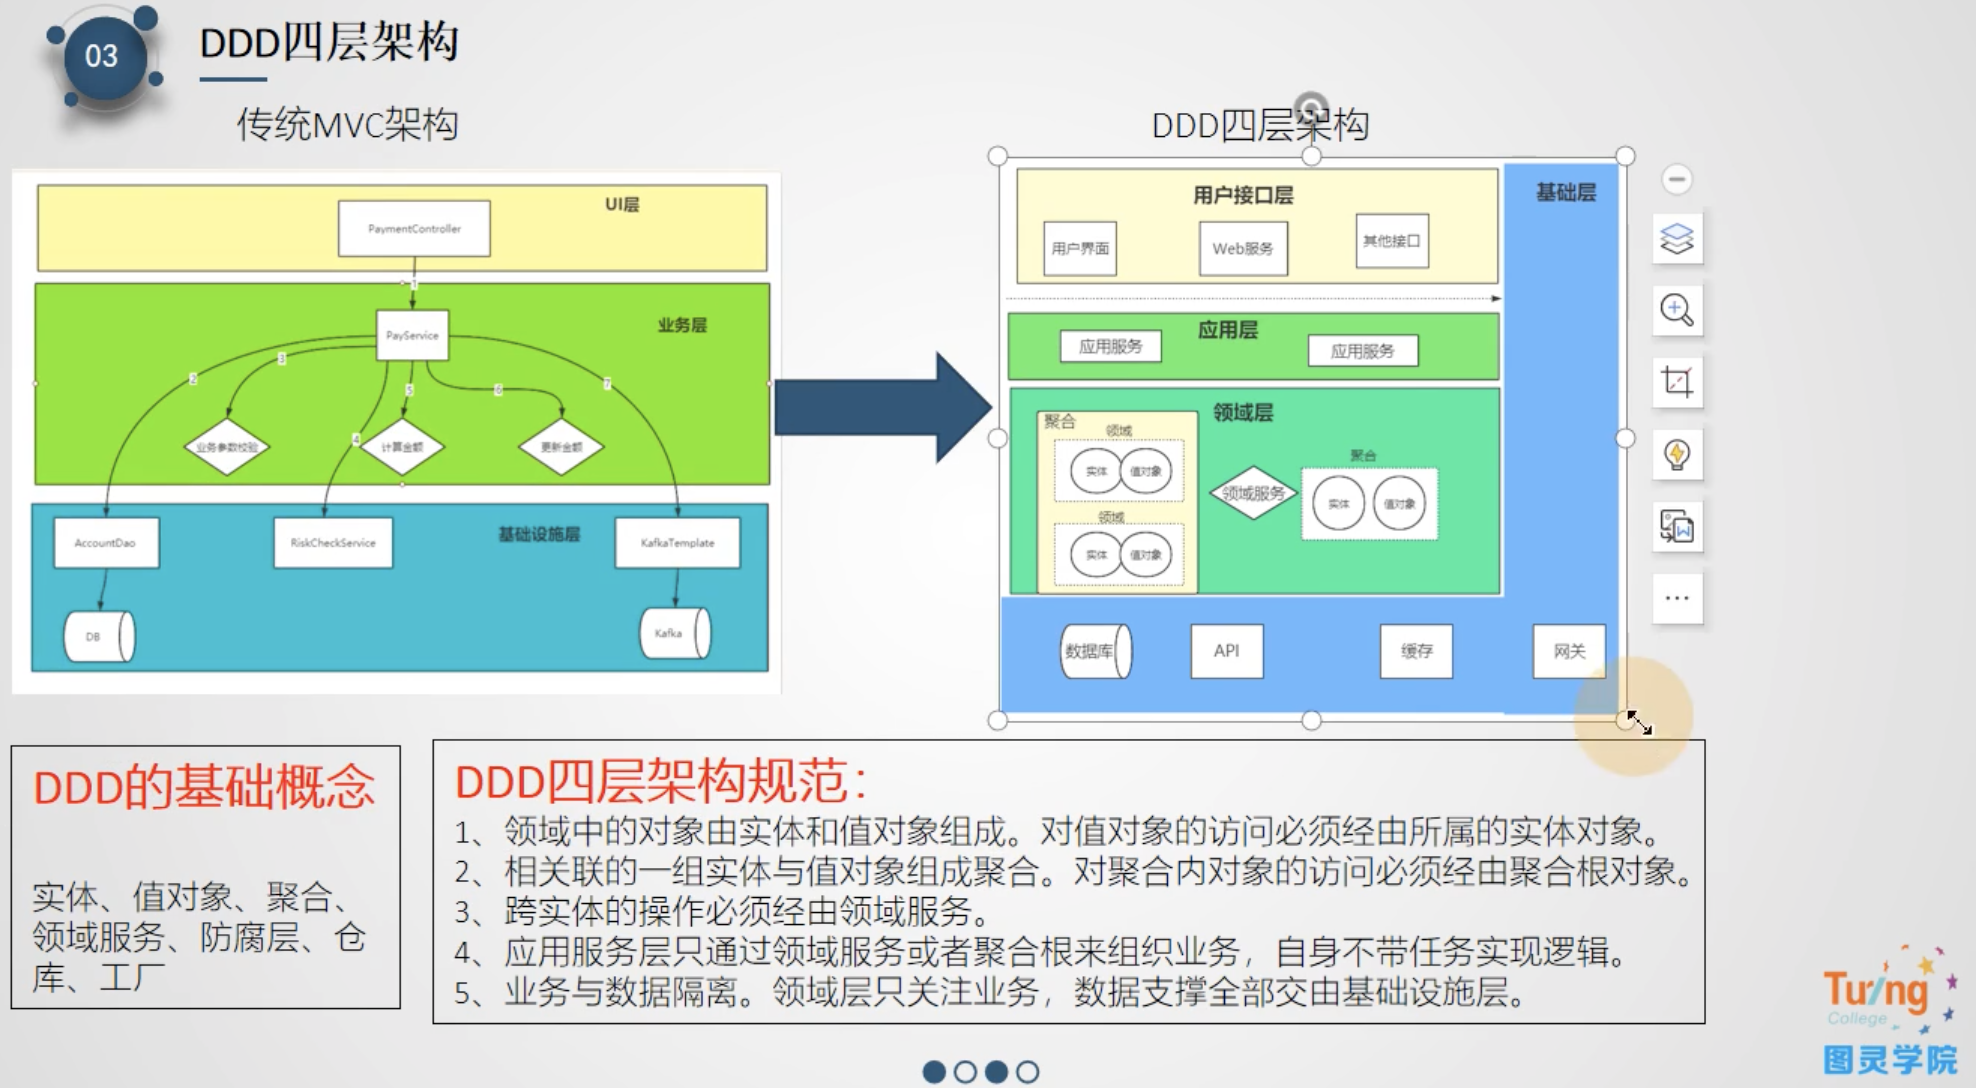 03
DDD四层架构
传统MVC架构
UI层
PaymentController
1
业务层
PayService
2
3
4
5
6
7
业务参数校验
计算金额
更新金额
基础设施层
AccountDao
RiskCheckService
KafkaTemplate
DB
Kafka
DDD四层架构
用户接口层
用户界面
Web服务
其他接口
基础层
应用层
应用服务
应用服务
领域层
聚合
领域
实体
值对象
领域
实体
值对象
领域服务
聚合
实体
值对象
数据库
API
缓存
网关
DDD的基础概念
实体、值对象、聚合、
领域服务、防腐层、仓
库、工厂
DDD四层架构规范：
1、领域中的对象由实体和值对象组成。对值对象的访问必须经由所属的实体对象。
2、相关联的一组实体与值对象组成聚合。对聚合内对象的访问必须经由聚合根对象。
3、跨实体的操作必须经由领域服务。
4、应用服务层只通过领域服务或者聚合根来组织业务，自身不带任务实现逻辑。
5、业务与数据隔离。领域层只关注业务，数据支撑全部交由基础设施层。
Turing
College
图灵学院